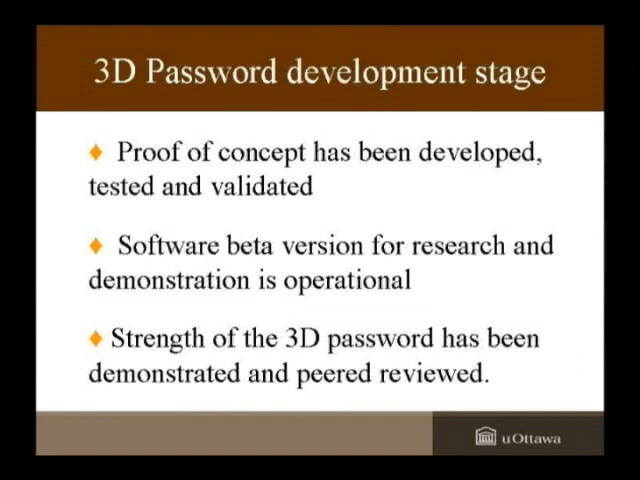 3D Password development stage
Proof of concept has been developed,
tested and validated
Software beta version for research and
demonstration is operational
Strength of the 3D password has been
demonstrated and peered reviewed.
uOttawa